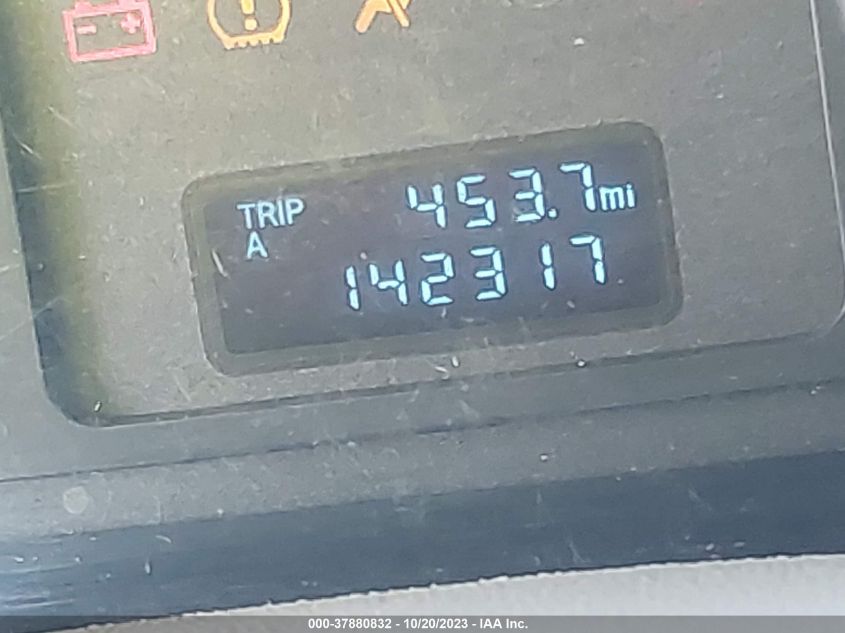 TRIP 453.7mi
A
142317
000-37880832 - 10/20/2023 - IAA Inc.